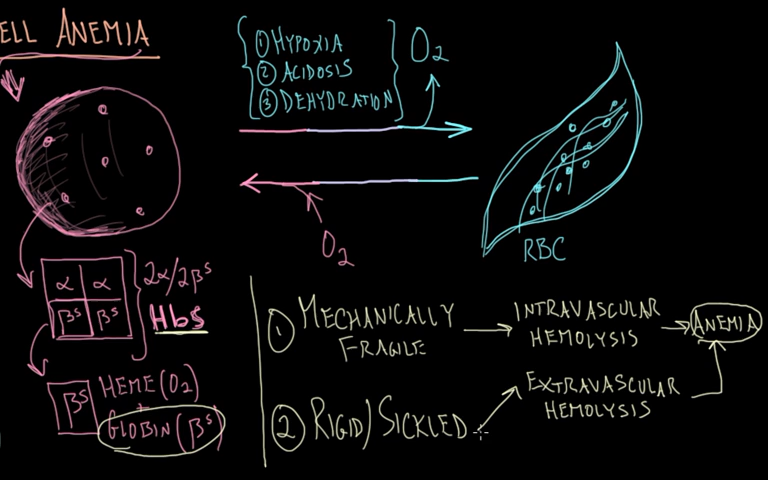 ELL ANEMIA
① HYPOXIA
② ACIDOSIS
③ DEHYDRATION
O2
O2
RBC
α α
βs βs
2α/2βs
HbS
βs
HEME (O2)
+
GLOBIN (βs)
① MECHANICALLY
FRAGILE
INTRAVASCULAR
HEMOLYSIS
ANEMIA
② RIGID/SICKLED
EXTRAVASCULAR
HEMOLYSIS